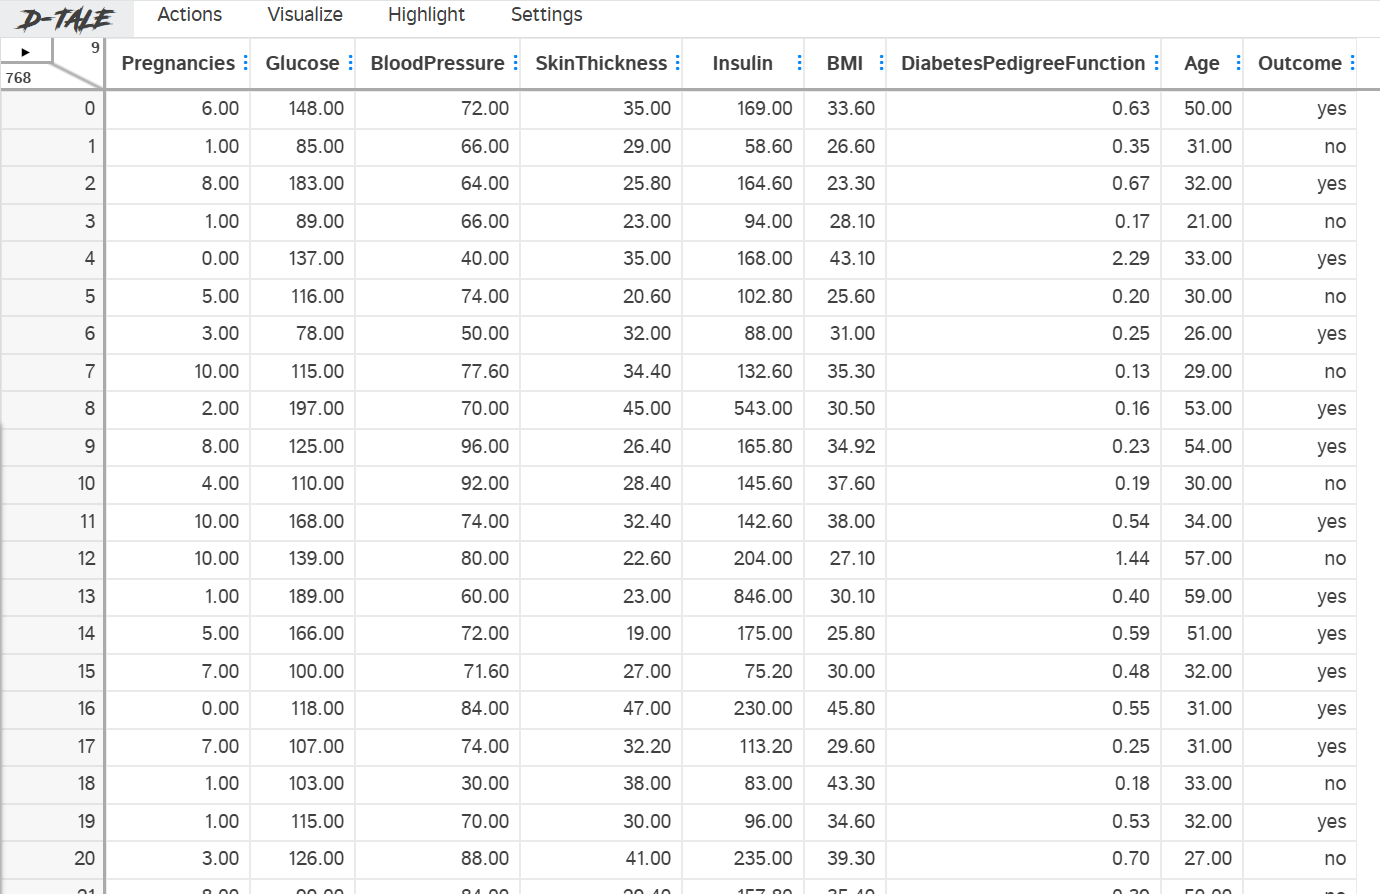 D-TALE Actions Visualize Highlight Settings
9
768
Pregnancies Glucose BloodPressure SkinThickness Insulin BMI DiabetesPedigreeFunction Age Outcome
0 6.00 148.00 72.00 35.00 169.00 33.60 0.63 50.00 yes
1 1.00 85.00 66.00 29.00 58.60 26.60 0.35 31.00 no
2 8.00 183.00 64.00 25.80 164.60 23.30 0.67 32.00 yes
3 1.00 89.00 66.00 23.00 94.00 28.10 0.17 21.00 no
4 0.00 137.00 40.00 35.00 168.00 43.10 2.29 33.00 yes
5 5.00 116.00 74.00 20.60 102.80 25.60 0.20 30.00 no
6 3.00 78.00 50.00 32.00 88.00 31.00 0.25 26.00 yes
7 10.00 115.00 77.60 34.40 132.60 35.30 0.13 29.00 no
8 2.00 197.00 70.00 45.00 543.00 30.50 0.16 53.00 yes
9 8.00 125.00 96.00 26.40 165.80 34.92 0.23 54.00 yes
10 4.00 110.00 92.00 28.40 145.60 37.60 0.19 30.00 no
11 10.00 168.00 74.00 32.40 142.60 38.00 0.54 34.00 yes
12 10.00 139.00 80.00 22.60 204.00 27.10 1.44 57.00 no
13 1.00 189.00 60.00 23.00 846.00 30.10 0.40 59.00 yes
14 5.00 166.00 72.00 19.00 175.00 25.80 0.59 51.00 yes
15 7.00 100.00 71.60 27.00 75.20 30.00 0.48 32.00 yes
16 0.00 118.00 84.00 47.00 230.00 45.80 0.55 31.00 yes
17 7.00 107.00 74.00 32.20 113.20 29.60 0.25 31.00 yes
18 1.00 103.00 30.00 38.00 83.00 43.30 0.18 33.00 no
19 1.00 115.00 70.00 30.00 96.00 34.60 0.53 32.00 yes
20 3.00 126.00 88.00 41.00 235.00 39.30 0.70 27.00 no